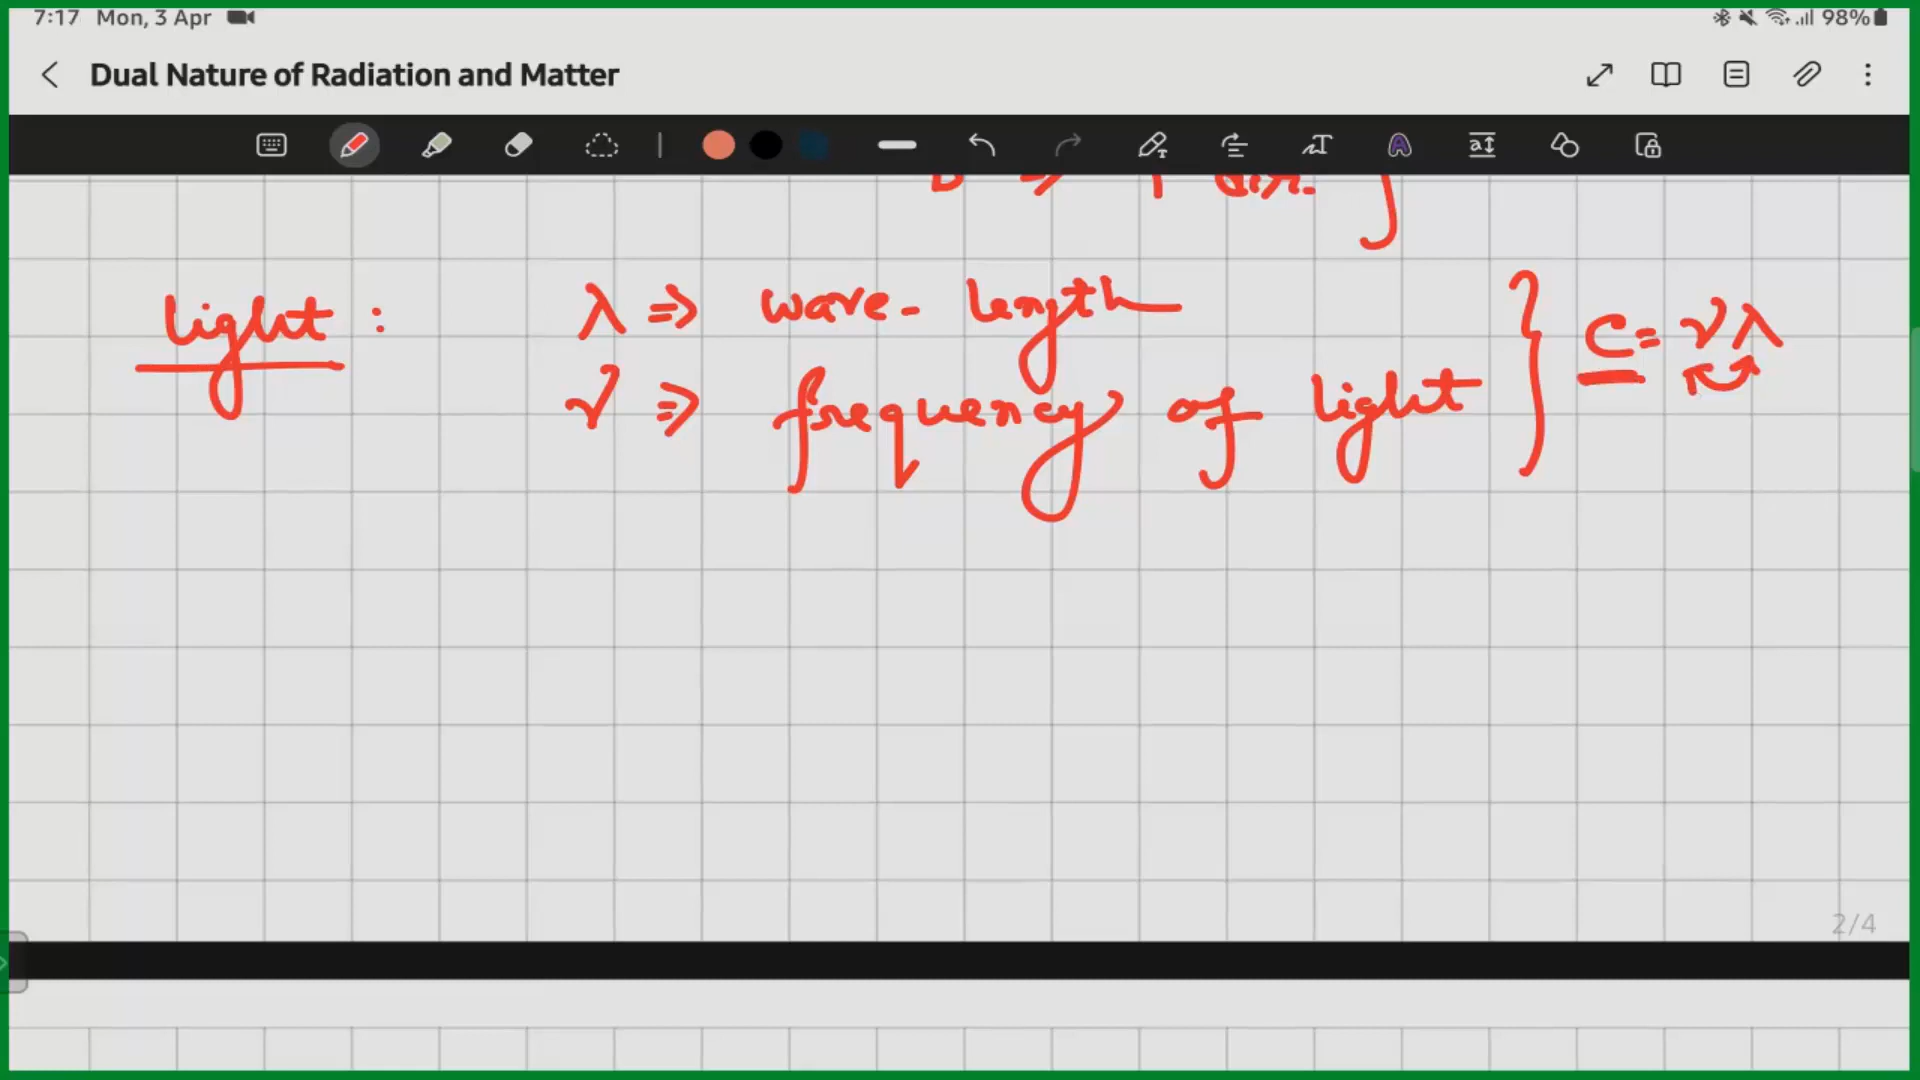 7:17 Mon, 3 Apr 98%
Dual Nature of Radiation and Matter
light : λ ⇒ wave-length
ν ⇒ frequency of light } C = νλ
2/4